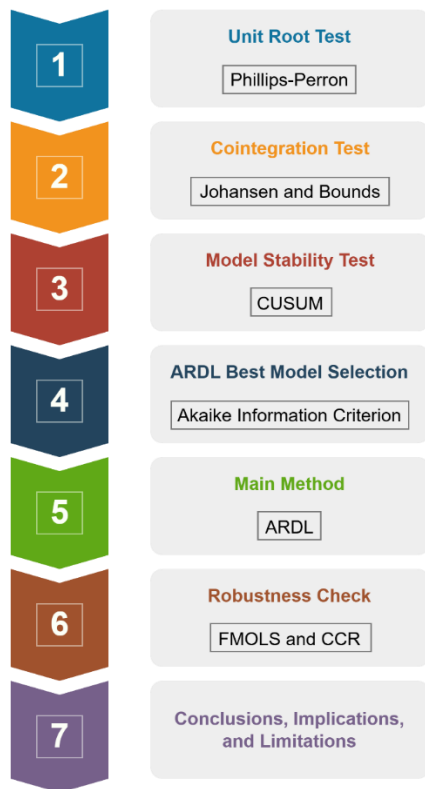 1
Unit Root Test
Phillips-Perron
2
Cointegration Test
Johansen and Bounds
3
Model Stability Test
CUSUM
4
ARDL Best Model Selection
Akaike Information Criterion
5
Main Method
ARDL
6
Robustness Check
FMOLS and CCR
7
Conclusions, Implications,
and Limitations